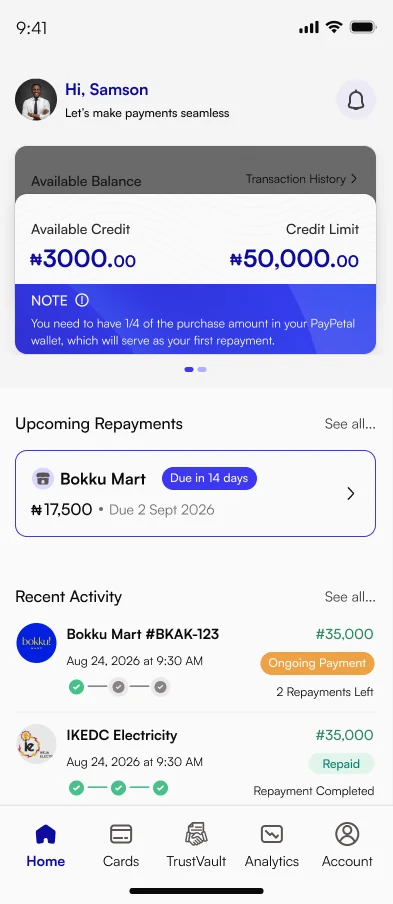 9:41
Hi, Samson
Let's make payments seamless
Available Balance
Transaction History >
Available Credit
Credit Limit
₦3000.00
₦50,000.00
NOTE
You need to have 1/4 of the purchase amount in your PayPetal
wallet, which will serve as your first repayment.
Upcoming Repayments
See all...
Bokku Mart
Due in 14 days
₦17,500 • Due 2 Sept 2026
Recent Activity
See all...
bokku!
MART
Bokku Mart #BKAK-123
#35,000
Aug 24, 2026 at 9:30 AM
Ongoing Payment
2 Repayments Left
ie
IKEJA
ELECTRI
IKEDC Electricity
#35,000
Aug 24, 2026 at 9:30 AM
Repaid
Repayment Completed
Home
Cards
TrustVault
Analytics
Account